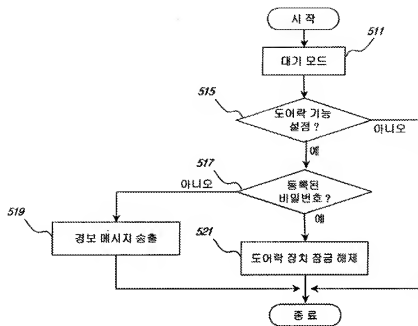 시 작
511
대기 모드
515
도어락 기능
설정 ?
아니오
예
517
아니오
등록된
비밀번호 ?
예
519
경보 메시지 송출
521
도어락 장치 잠금 해제
종 료